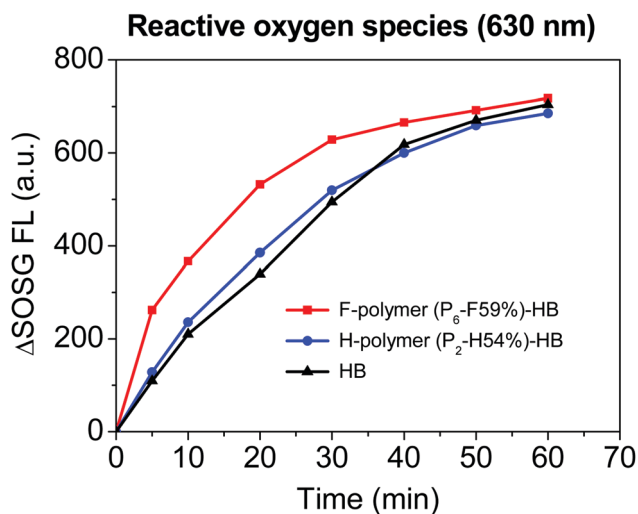 Reactive oxygen species (630 nm)
800
600
400
200
0
ΔSOSG FL (a.u.)
F-polymer (P₆-F59%)-HB
H-polymer (P₂-H54%)-HB
HB
0 10 20 30 40 50 60 70
Time (min)